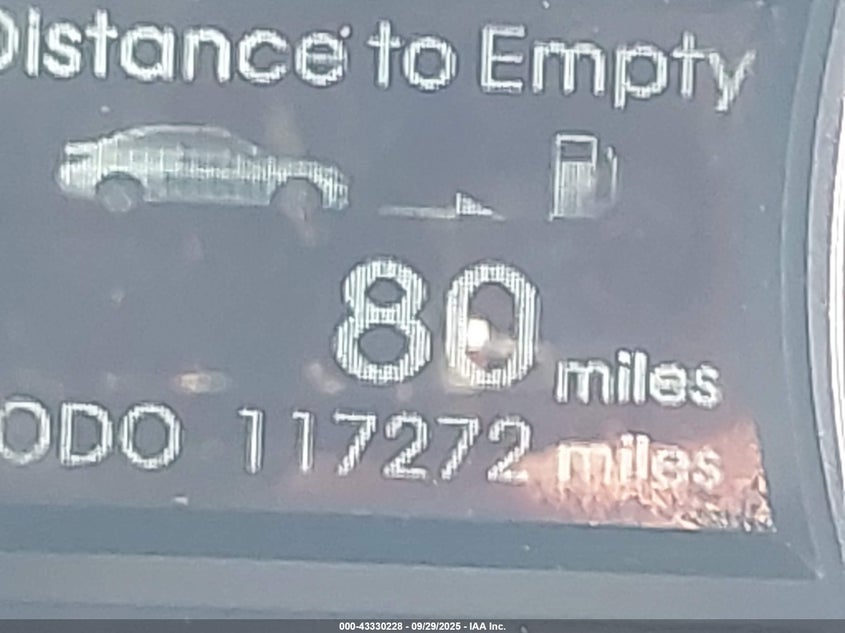 Distance to Empty
80 miles
ODO 117272 miles
000-43330228 - 09/29/2025 - IAA Inc.